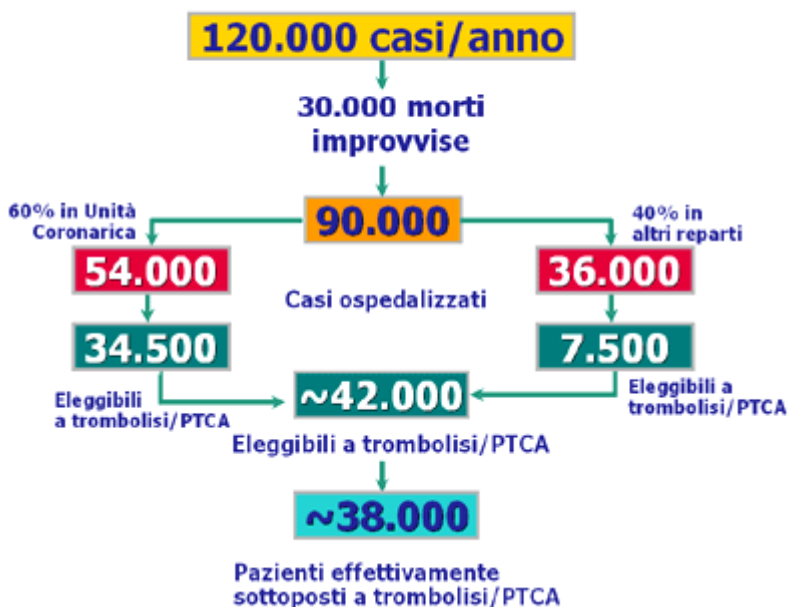 120.000 casi/anno
30.000 morti
improvvise
60% in Unità
Coronarica
90.000
40% in
altri reparti
54.000
36.000
Casi ospedalizzati
34.500
7.500
Eleggibili
a trombolisi/PTCA
~42.000
Eleggibili a
trombolisi/PTCA
Eleggibili a trombolisi/PTCA
~38.000
Pazienti effettivamente
sottoposti a trombolisi/PTCA